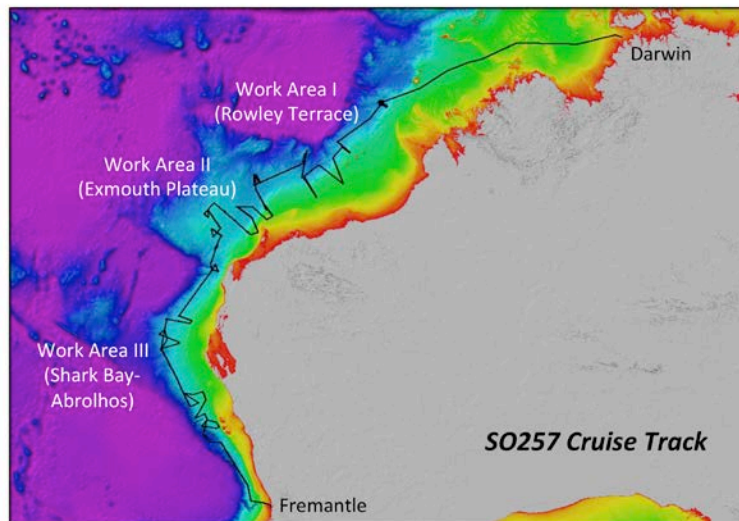 Darwin
Work Area I
(Rowley Terrace)
Work Area II
(Exmouth Plateau)
Work Area III
(Shark Bay-
Abrolhos)
SO257 Cruise Track
Fremantle